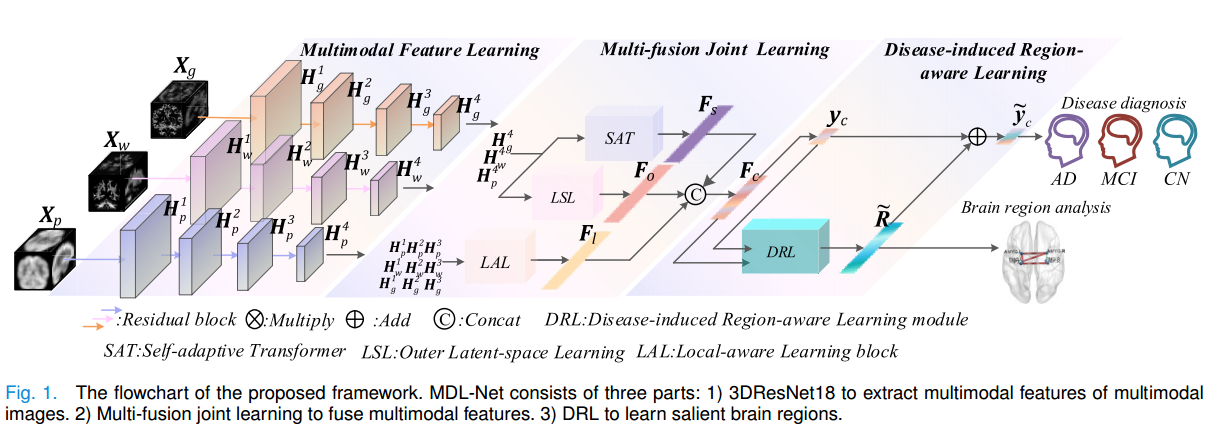 Multimodal Feature Learning
Multi-fusion Joint Learning
Disease-induced Region-
aware Learning
X_g
H_g^1
H_g^2
H_g^3
H_g^4
X_w
H_w^1
H_w^2
H_w^3
H_w^4
X_p
H_p^1
H_p^2
H_p^3
H_p^4
H_g^4
H_w^4
H_p^4
H_p^1 H_p^2 H_p^3
H_w^1 H_w^2 H_w^3
H_g^1 H_g^2 H_g^3
SAT
LSL
LAL
F_s
F_o
F_l
C
F_c
y_c
DRL
R̃
ỹ_c
Disease diagnosis
AD MCI CN
Brain region analysis
:Residual block ⊗:Multiply ⊕:Add Ⓒ:Concat DRL:Disease-induced Region-aware Learning module
SAT:Self-adaptive Transformer LSL:Outer Latent-space Learning LAL:Local-aware Learning block
Fig. 1. The flowchart of the proposed framework. MDL-Net consists of three parts: 1) 3DResNet18 to extract multimodal features of multimodal
images. 2) Multi-fusion joint learning to fuse multimodal features. 3) DRL to learn salient brain regions.